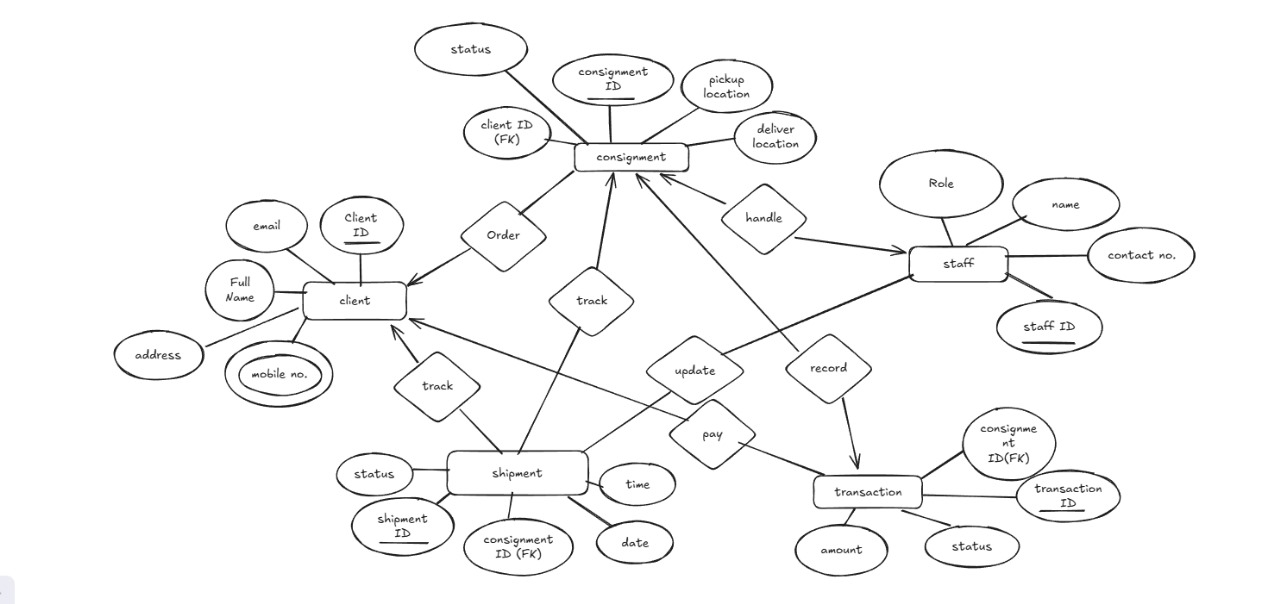 status
consignment
ID
pickup
location
client ID
(FK)
deliver
location
consignment
Role
name
email
Client
ID
Order
handle
contact no.
staff
Full
Name
client
track
staff ID
address
mobile no.
track
update
record
pay
consignme
nt
ID(FK)
status
shipment
time
transaction
transaction
ID
shipment
ID
consignment
ID (FK)
date
amount
status